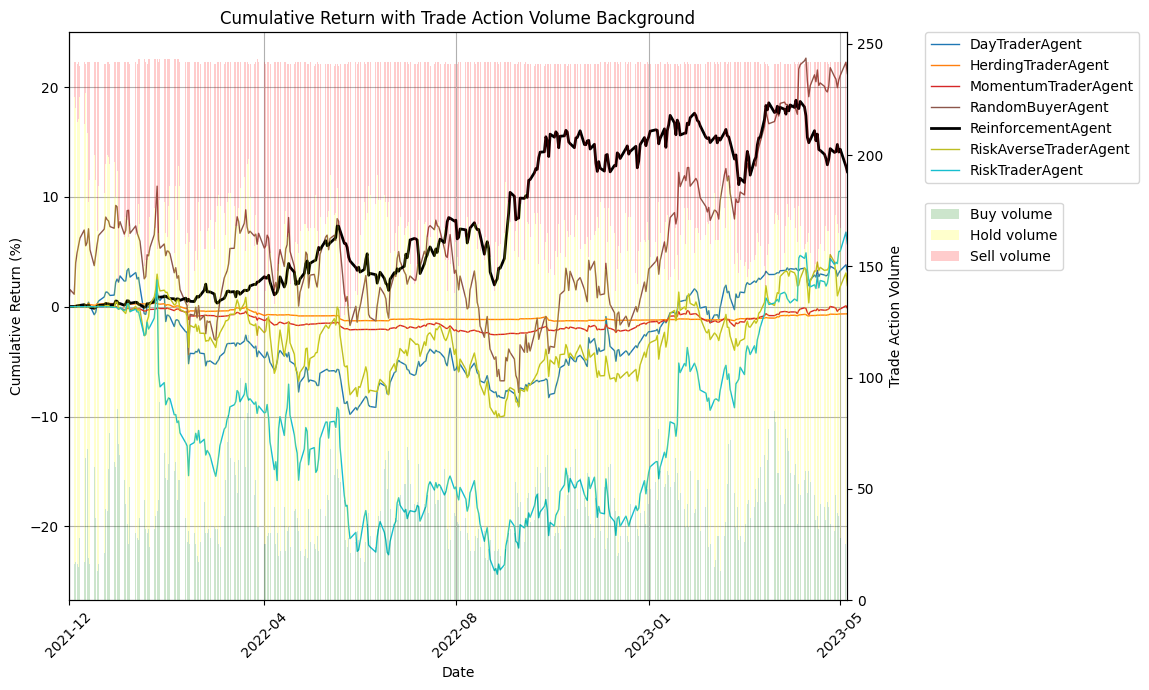 Cumulative Return with Trade Action Volume Background
Cumulative Return (%)
20
10
0
−10
−20
250
200
150
100
50
0
Trade Action Volume
2021-12
2022-04
2022-08
2023-01
2023-05
Date
DayTraderAgent
HerdingTraderAgent
MomentumTraderAgent
RandomBuyerAgent
ReinforcementAgent
RiskAverseTraderAgent
RiskTraderAgent
Buy volume
Hold volume
Sell volume